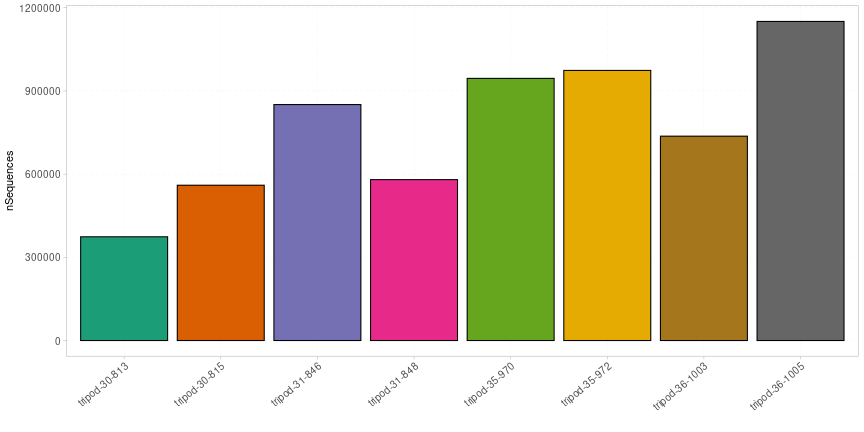 1200000
900000
600000
300000
0
nSequences
tripod-30-813
tripod-30-815
tripod-31-846
tripod-31-848
tripod-35-970
tripod-35-972
tripod-36-1003
tripod-36-1005